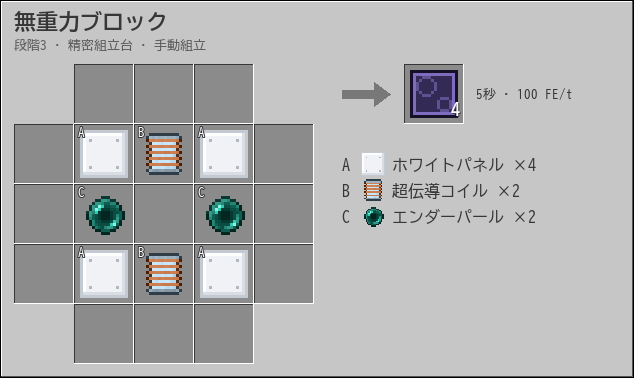 無重力ブロック
段階3 · 精密組立台 · 手動組立
A B A
C C
A B A
4
5秒 · 100 FE/t
A ホワイトパネル ×4
B 超伝導コイル ×2
C エンダーパール ×2